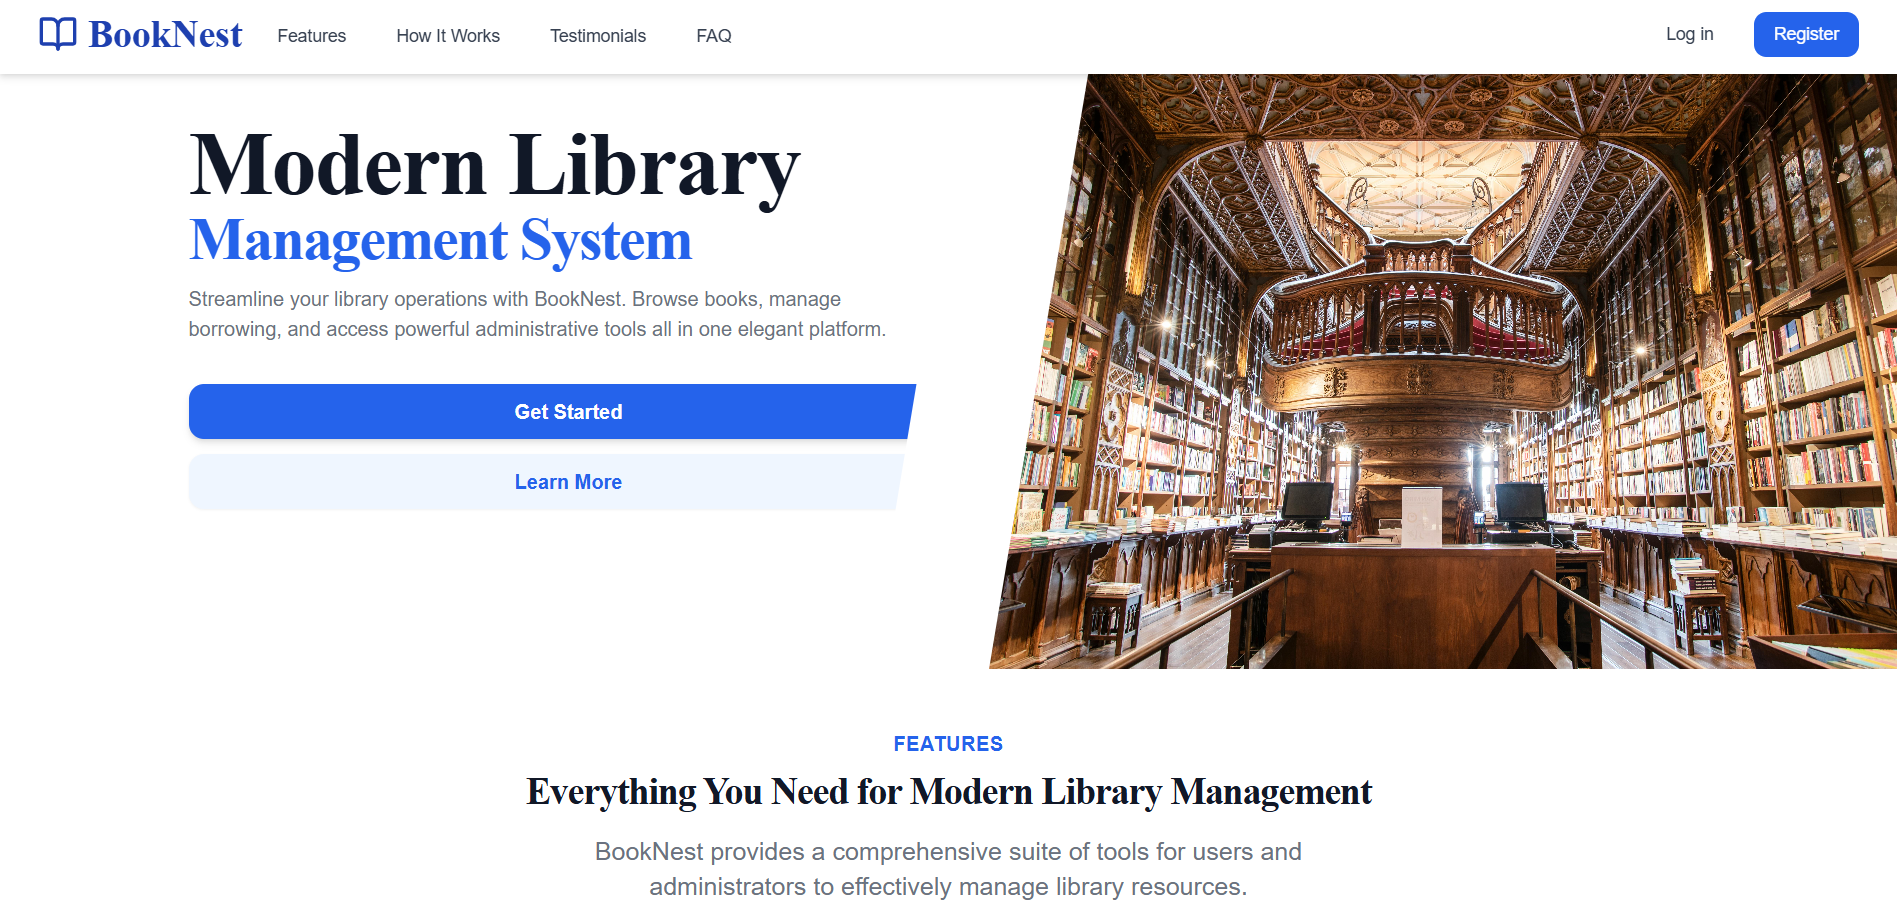 BookNest
Features
How It Works
Testimonials
FAQ
Log in
Register
Modern Library
Management System
Streamline your library operations with BookNest. Browse books, manage
borrowing, and access powerful administrative tools all in one elegant platform.
Get Started
Learn More
FEATURES
Everything You Need for Modern Library Management
BookNest provides a comprehensive suite of tools for users and
administrators to effectively manage library resources.